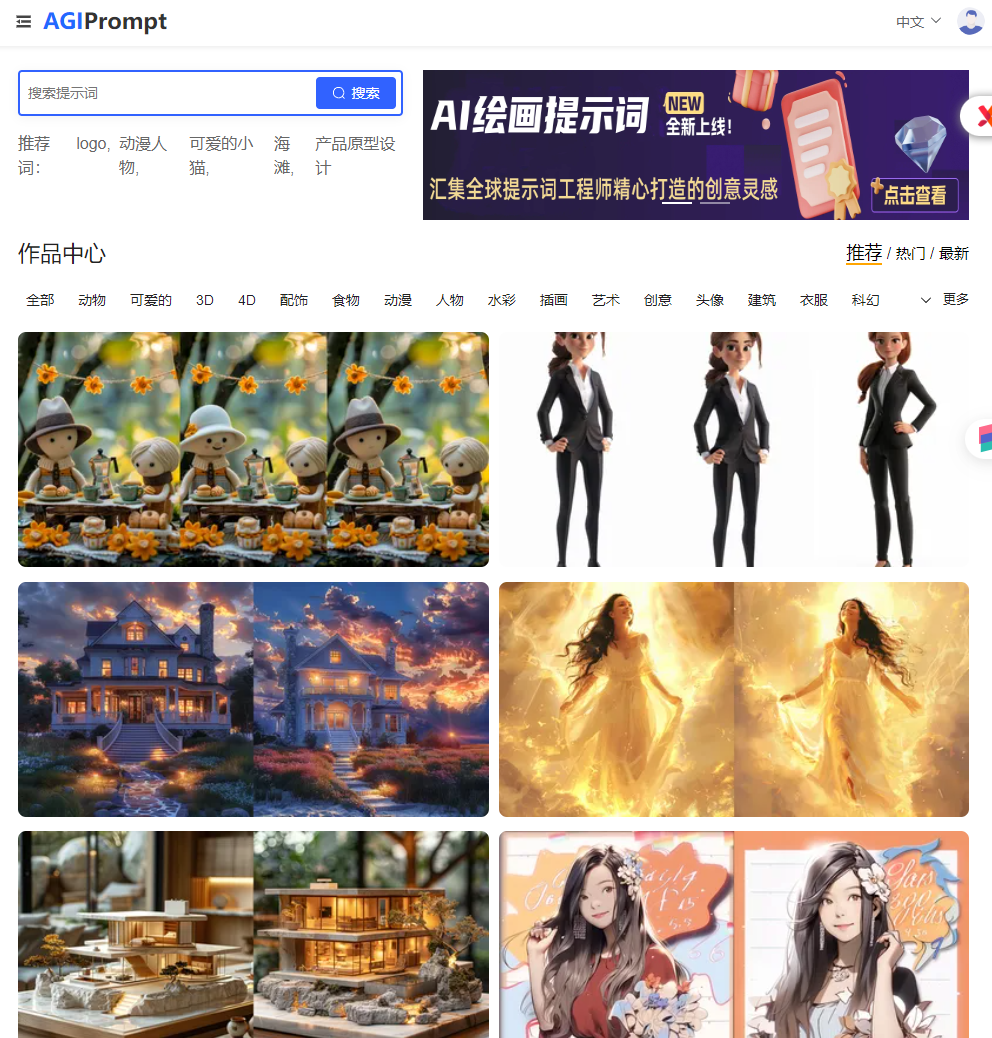 AGIPrompt
中文
搜索提示词
搜索
推荐词：
logo,
动漫人物,
可爱的小猫,
海滩,
产品原型设计
AI绘画提示词
NEW
全新上线！
汇集全球提示词工程师精心打造的创意灵感
点击查看
作品中心
推荐 / 热门 / 最新
全部 动物 可爱的 3D 4D 配饰 食物 动漫 人物 水彩 插画 艺术 创意 头像 建筑 衣服 科幻 更多